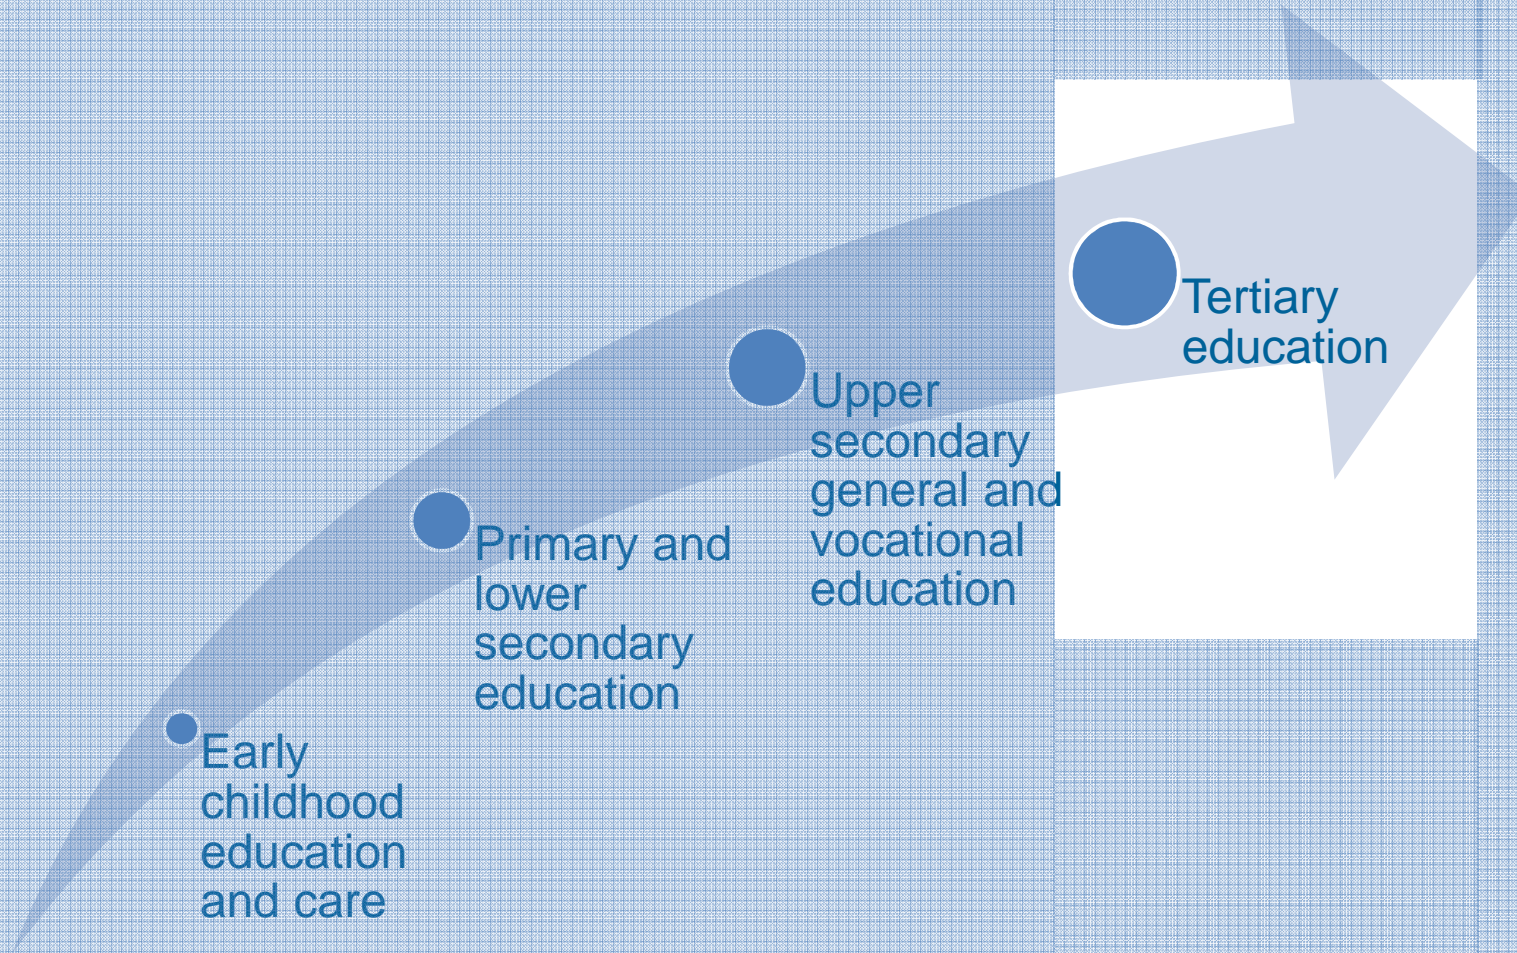 Tertiary
education
Upper
secondary
general and
vocational
education
Primary and
lower
secondary
education
Early
childhood
education
and care